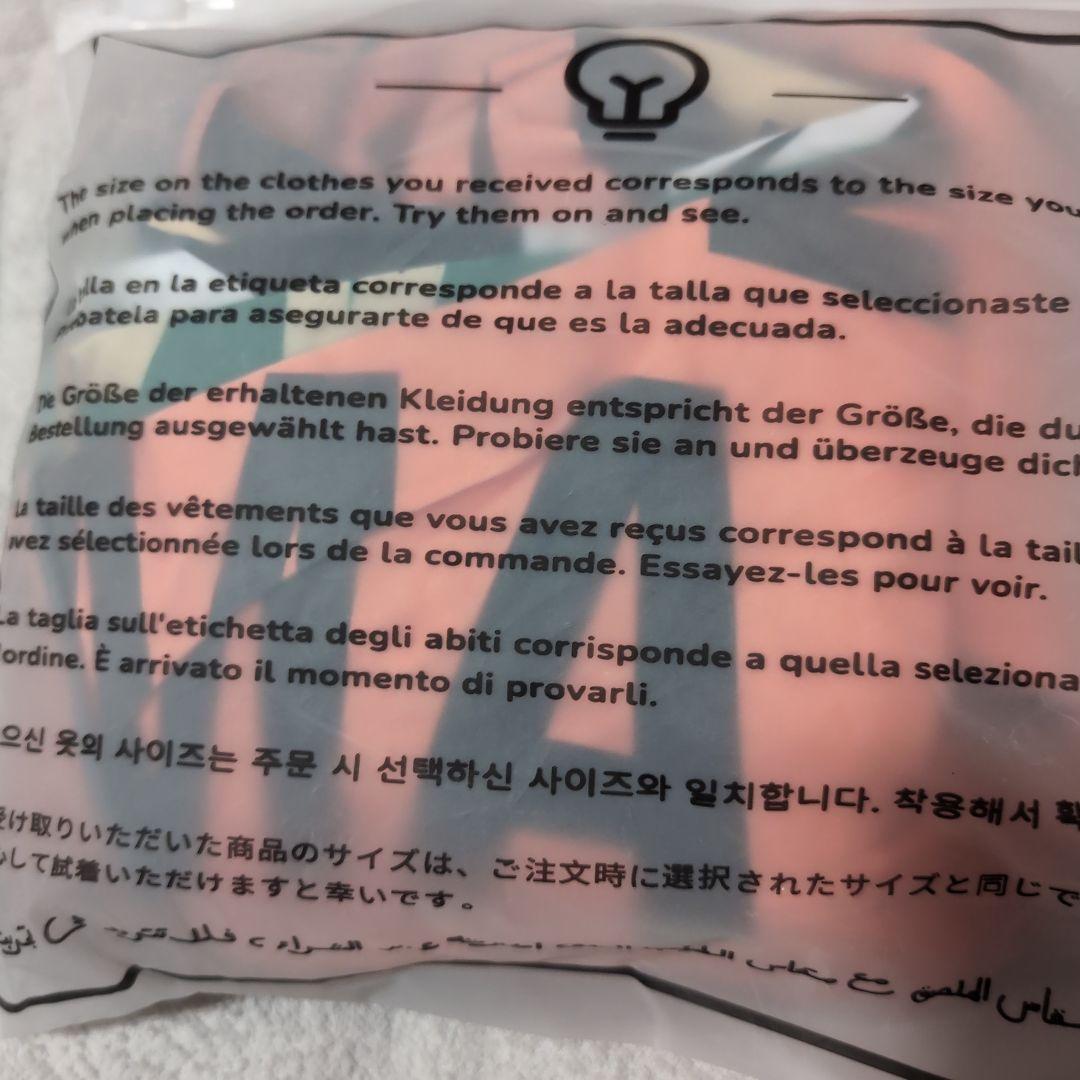 The size on the clothes you received corresponds to the size you
when placing the order. Try them on and see.
en la etiqueta corresponde a la talla que seleccionaste
para asegurarte de que es la adecuada.
Die Größe der erhaltenen Kleidung entspricht der Größe, die du
Bestellung ausgewählt hast. Probiere sie an und überzeuge dich
La taille des vêtements que vous avez reçus correspond à la tail
avez sélectionnée lors de la commande. Essayez-les pour voir.
La taglia sull'etichetta degli abiti corrisponde a quella seleziona
ordine. È arrivato il momento di provarli.
으신 옷의 사이즈는 주문 시 선택하신 사이즈와 일치합니다. 착용해서
受け取りいただいた商品のサイズは、ご注文時に選択されたサイズと同じで
して試着いただけますと幸いです。